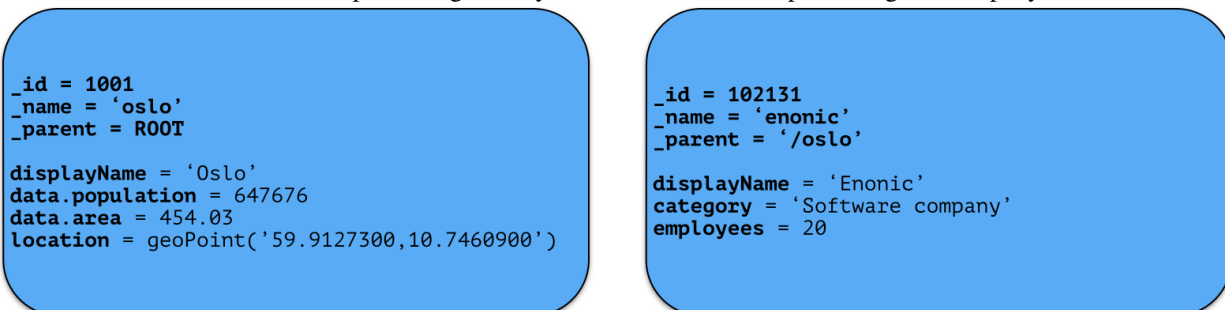 _id = 1001
_name = ‘oslo’
_parent = ROOT
displayName = ‘Oslo’
data.population = 647676
data.area = 454.03
location = geoPoint('59.9127300,10.7460900’)
_id = 102131
_name = ‘enonic’
_parent = ‘/oslo’
displayName = ‘Enonic’
category = ‘Software company’
employees = 20